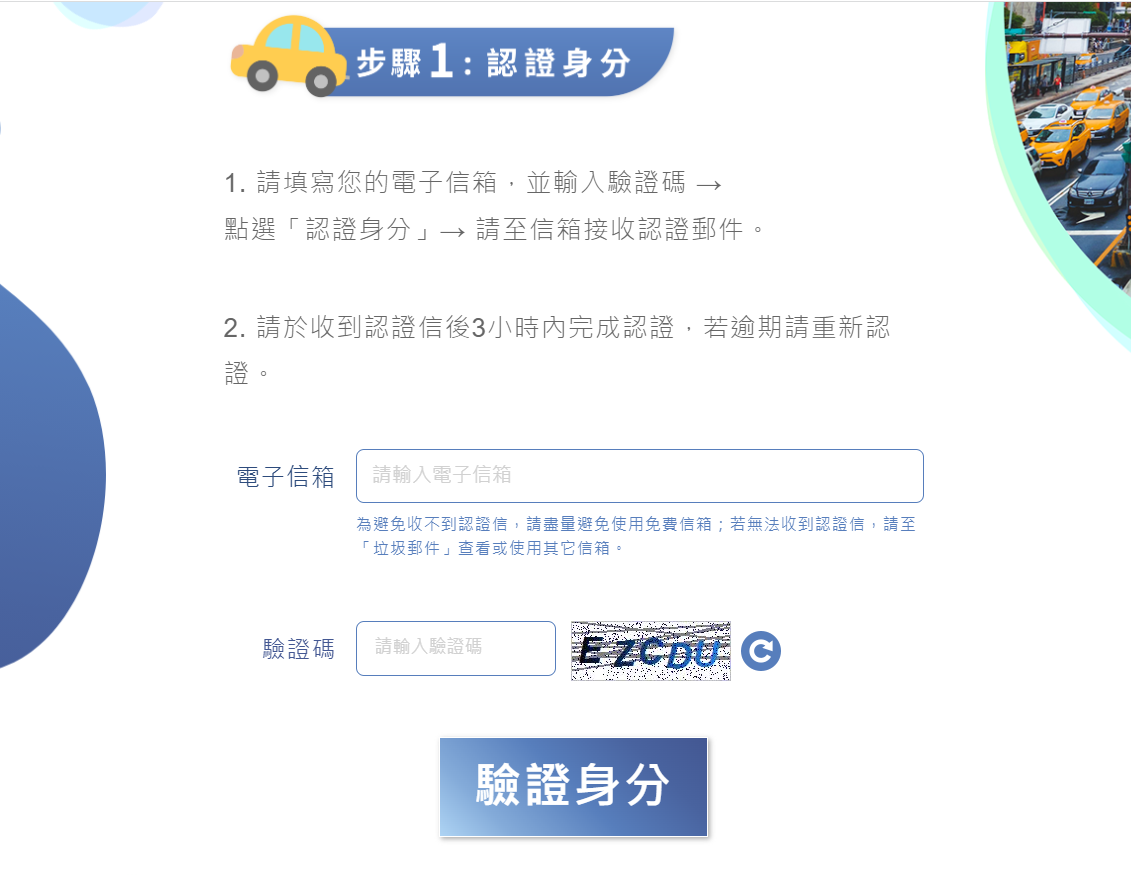 步驟1:認證身分
1. 請填寫您的電子信箱，並輸入驗證碼 →
點選「認證身分」→ 請至信箱接收認證郵件。
2. 請於收到認證信後3小時內完成認證，若逾期請重新認
證。
電子信箱
請輸入電子信箱
為避免收不到認證信，請盡量避免使用免費信箱；若無法收到認證信，請至
「垃圾郵件」查看或使用其它信箱。
驗證碼
請輸入驗證碼
EZCDU
驗證身分